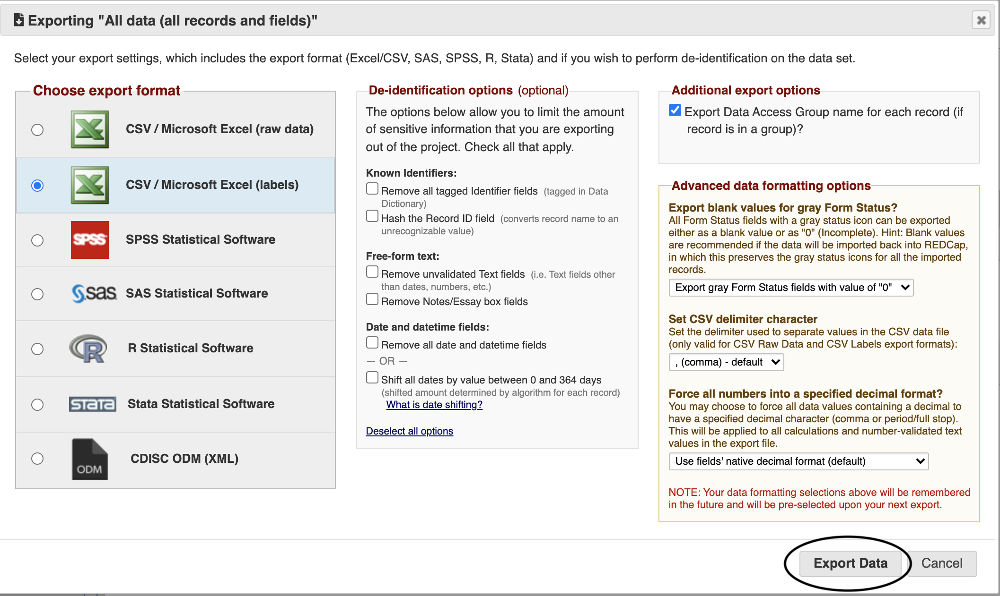 Exporting "All data (all records and fields)"
Select your export settings, which includes the export format (Excel/CSV, SAS, SPSS, R, Stata) and if you wish to perform de-identification on the data set.
Choose export format
CSV / Microsoft Excel (raw data)
CSV / Microsoft Excel (labels)
SPSS
SPSS Statistical Software
sas
SAS Statistical Software
R
R Statistical Software
STATA
Stata Statistical Software
ODM
CDISC ODM (XML)
De-identification options (optional)
The options below allow you to limit the amount
of sensitive information that you are exporting
out of the project. Check all that apply.
Known Identifiers:
Remove all tagged Identifier fields (tagged in Data
Dictionary)
Hash the Record ID field (converts record name to an
unrecognizable value)
Free-form text:
Remove unvalidated Text fields (i.e. Text fields other
than dates, numbers, etc.)
Remove Notes/Essay box fields
Date and datetime fields:
Remove all date and datetime fields
— OR —
Shift all dates by value between 0 and 364 days
(shifted amount determined by algorithm for each record)
What is date shifting?
Deselect all options
Additional export options
Export Data Access Group name for each record (if
record is in a group)?
Advanced data formatting options
Export blank values for gray Form Status?
All Form Status fields with a gray status icon can be exported
either as a blank value or as "0" (Incomplete). Hint: Blank values
are recommended if the data will be imported back into REDCap,
in which this preserves the gray status icons for all the imported
records.
Export gray Form Status fields with value of "0"
Set CSV delimiter character
Set the delimiter used to separate values in the CSV data file
(only valid for CSV Raw Data and CSV Labels export formats):
, (comma) - default
Force all numbers into a specified decimal format?
You may choose to force all data values containing a decimal to
have a specified decimal character (comma or period/full stop).
This will be applied to all calculations and number-validated text
values in the export file.
Use fields' native decimal format (default)
NOTE: Your data formatting selections above will be remembered
in the future and will be pre-selected upon your next export.
Export Data
Cancel